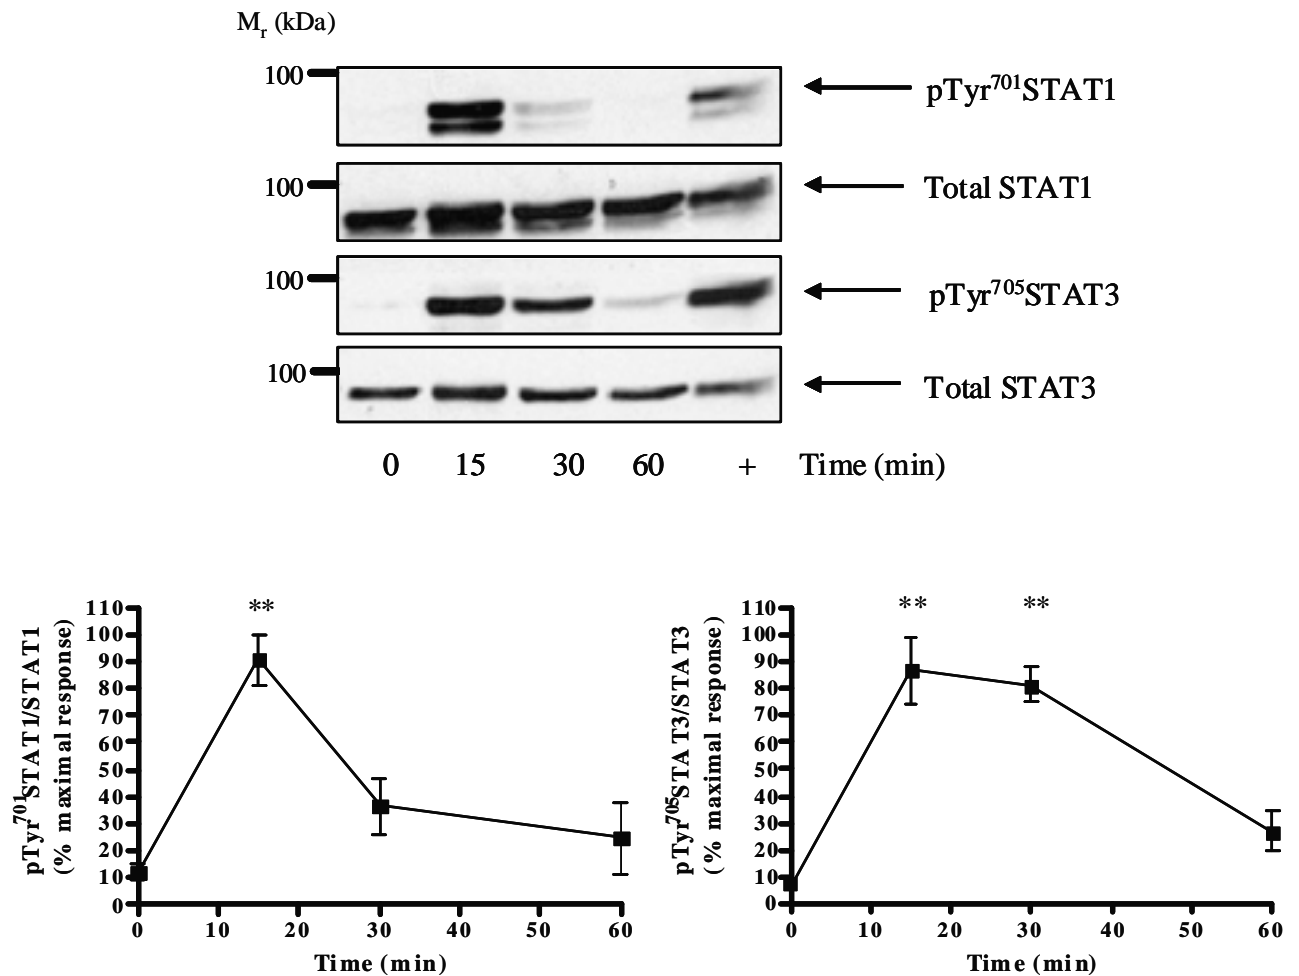 Mr (kDa)
100
pTyr701STAT1
100
Total STAT1
100
pTyr705STAT3
100
Total STAT3
0 15 30 60 + Time (min)
pTyr701STAT1/STAT1
(% maximal response)
110
100
90
80
70
60
50
40
30
20
10
0
**
0 10 20 30 40 50 60
Time (min)
pTyr705STAT3/STAT3
(% maximal response)
110
100
90
80
70
60
50
40
30
20
10
0
** **
0 10 20 30 40 50 60
Time (min)